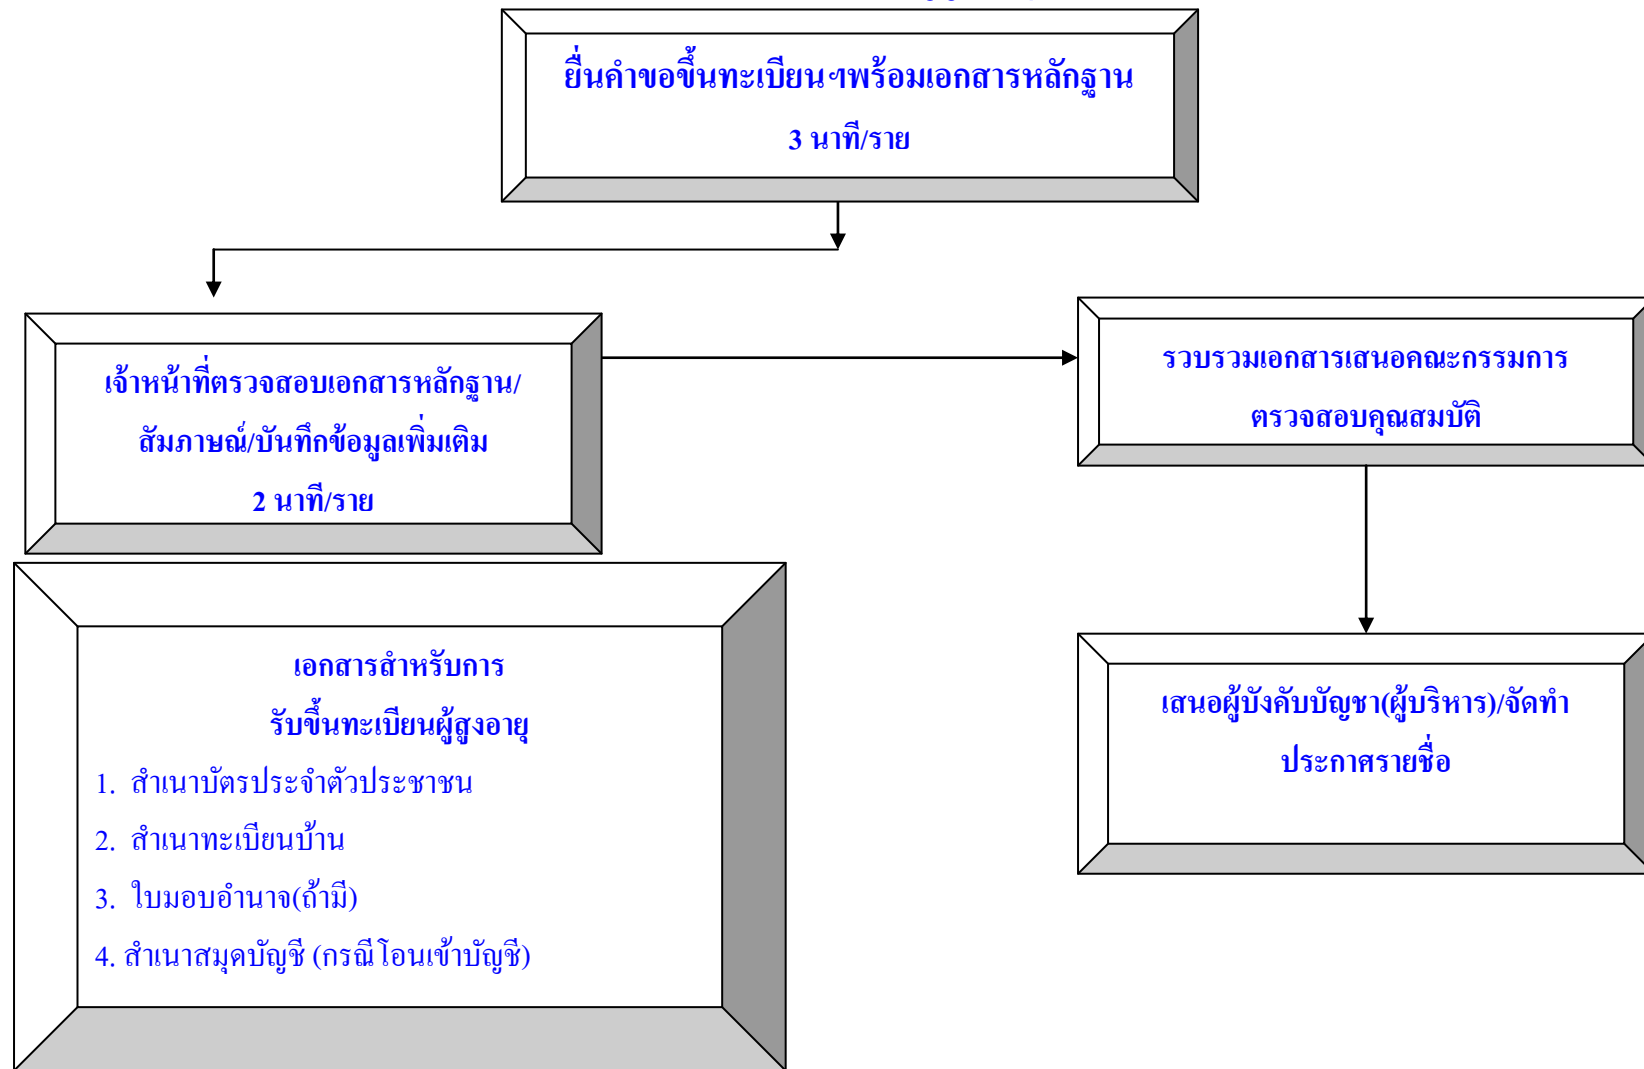 ยื่นคำขอขึ้นทะเบียนฯพร้อมเอกสารหลักฐาน
3 นาที/ราย
เจ้าหน้าที่ตรวจสอบเอกสารหลักฐาน/
สัมภาษณ์/บันทึกข้อมูลเพิ่มเติม
2 นาที/ราย
รวบรวมเอกสารเสนอคณะกรรมการ
ตรวจสอบคุณสมบัติ
เสนอผู้บังคับบัญชา(ผู้บริหาร)/จัดทำ
ประกาศรายชื่อ
เอกสารสำหรับการ
รับขึ้นทะเบียนผู้สูงอายุ
1. สำเนาบัตรประจำตัวประชาชน
2. สำเนาทะเบียนบ้าน
3. ใบมอบอำนาจ(ถ้ามี)
4. สำเนาสมุดบัญชี (กรณีโอนเข้าบัญชี)